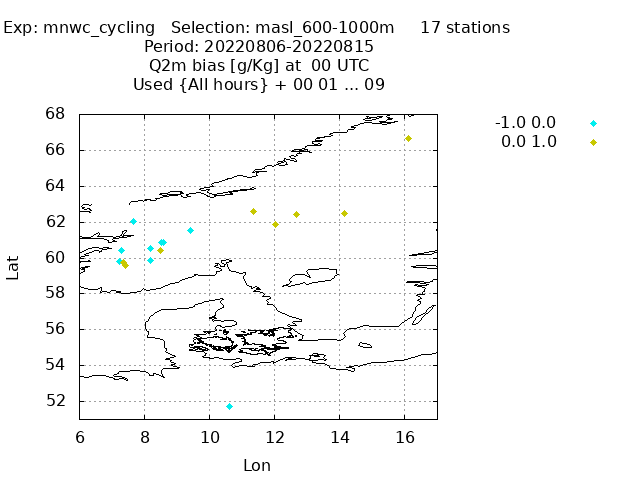 Exp: mnwc_cycling   Selection: masl_600-1000m     17 stations
Period: 20220806-20220815
Q2m bias [g/Kg] at  00 UTC
Used {All hours} + 00 01 ... 09
-1.0 0.0
0.0 1.0
68
66
64
62
60
58
56
54
52
Lat
6 8 10 12 14 16
Lon